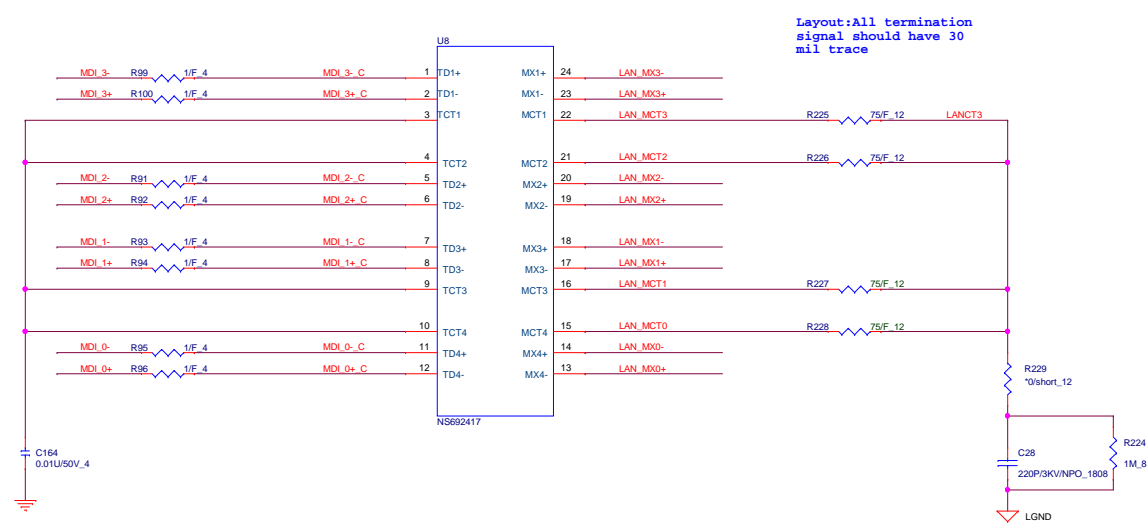 Layout:All termination
signal should have 30
mil trace
U8
MDI_3- R99 1/F_4 MDI_3-_C 1 TD1+ MX1+ 24 LAN_MX3-
MDI_3+ R100 1/F_4 MDI_3+_C 2 TD1- MX1- 23 LAN_MX3+
3 TCT1 MCT1 22 LAN_MCT3 R225 75/F_12 LANCT3
4 TCT2 MCT2 21 LAN_MCT2 R226 75/F_12
MDI_2- R91 1/F_4 MDI_2-_C 5 TD2+ MX2+ 20 LAN_MX2-
MDI_2+ R92 1/F_4 MDI_2+_C 6 TD2- MX2- 19 LAN_MX2+
MDI_1- R93 1/F_4 MDI_1-_C 7 TD3+ MX3+ 18 LAN_MX1-
MDI_1+ R94 1/F_4 MDI_1+_C 8 TD3- MX3- 17 LAN_MX1+
9 TCT3 MCT3 16 LAN_MCT1 R227 75/F_12
10 TCT4 MCT4 15 LAN_MCT0 R228 75/F_12
MDI_0- R95 1/F_4 MDI_0-_C 11 TD4+ MX4+ 14 LAN_MX0-
MDI_0+ R96 1/F_4 MDI_0+_C 12 TD4- MX4- 13 LAN_MX0+
NS692417
R229
*0/short_12
C164
0.01U/50V_4
C28
220P/3KV/NPO_1808
R224
1M_8
LGND